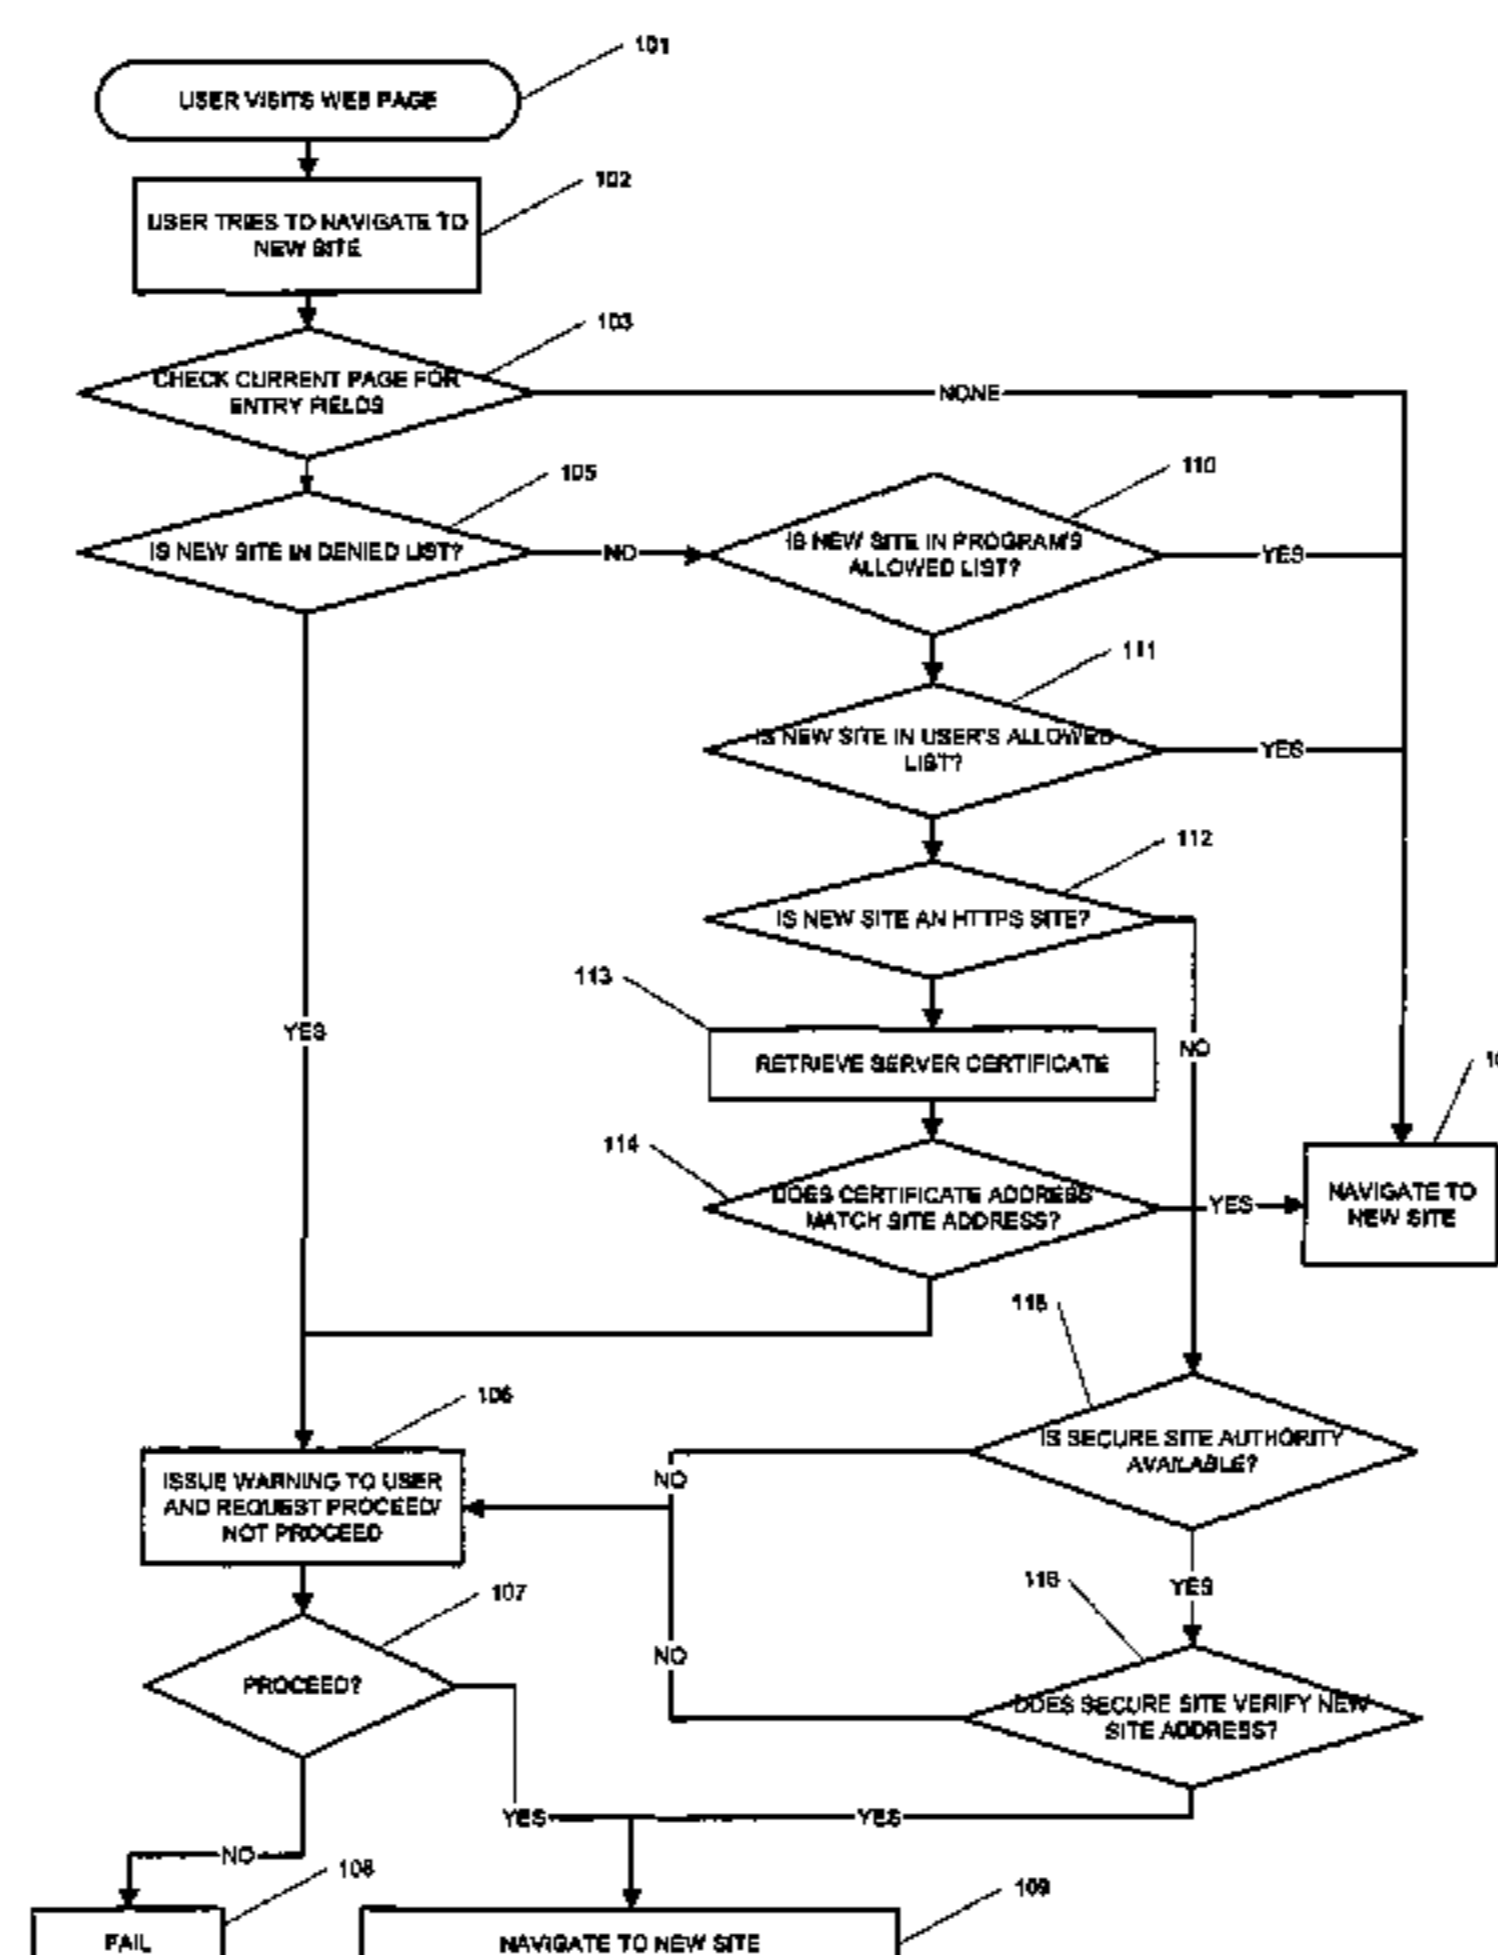 101
USER VISITS WEB PAGE
102
USER TRIES TO NAVIGATE TO
NEW SITE
103
CHECK CURRENT PAGE FOR
ENTRY FIELDS
NONE
105
IS NEW SITE IN DENIED LIST?
NO
110
IS NEW SITE IN PROGRAM'S
ALLOWED LIST?
YES
111
IS NEW SITE IN USER'S ALLOWED
LIST?
YES
112
IS NEW SITE AN HTTPS SITE?
113
YES
NO
RETRIEVE SERVER CERTIFICATE
114
DOES CERTIFICATE ADDRESS
MATCH SITE ADDRESS?
YES
NAVIGATE TO
NEW SITE
115
106
IS SECURE SITE AUTHORITY
AVAILABLE?
NO
ISSUE WARNING TO USER
AND REQUEST PROCEED/
NOT PROCEED
107
116
YES
NO
PROCEED?
DOES SECURE SITE VERIFY NEW
SITE ADDRESS?
YES
YES
NO
108
109
FAIL
NAVIGATE TO NEW SITE